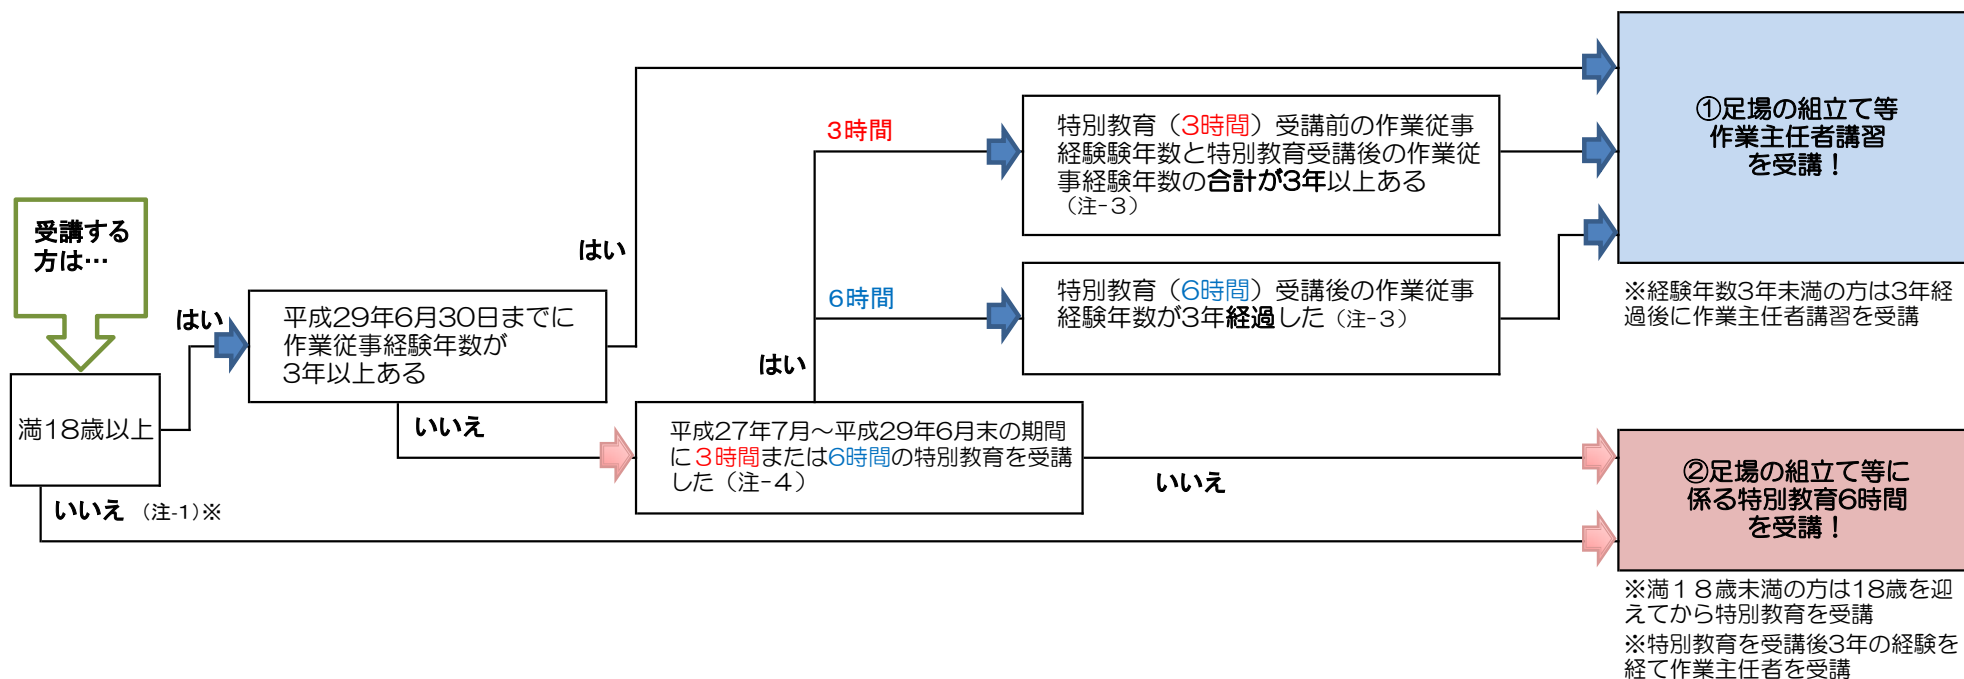 受講する
方は…
満18歳以上
はい
いいえ (注-1)※
平成29年6月30日までに
作業従事経験年数が
3年以上ある
はい
いいえ
平成27年7月～平成29年6月末の期間
に3時間または6時間の特別教育を受講
した（注-4）
はい
いいえ
3時間
特別教育（3時間）受講前の作業従事
経験験年数と特別教育受講後の作業従
事経験年数の合計が3年以上ある
（注-3）
6時間
特別教育（6時間）受講後の作業従事
経験年数が3年経過した（注-3）
①足場の組立て等
作業主任者講習
を受講！
※経験年数3年未満の方は3年経
過後に作業主任者講習を受講
②足場の組立て等に
係る特別教育6時間
を受講！
※満１８歳未満の方は18歳を迎
えてから特別教育を受講
※特別教育を受講後3年の経験を
経て作業主任者を受講